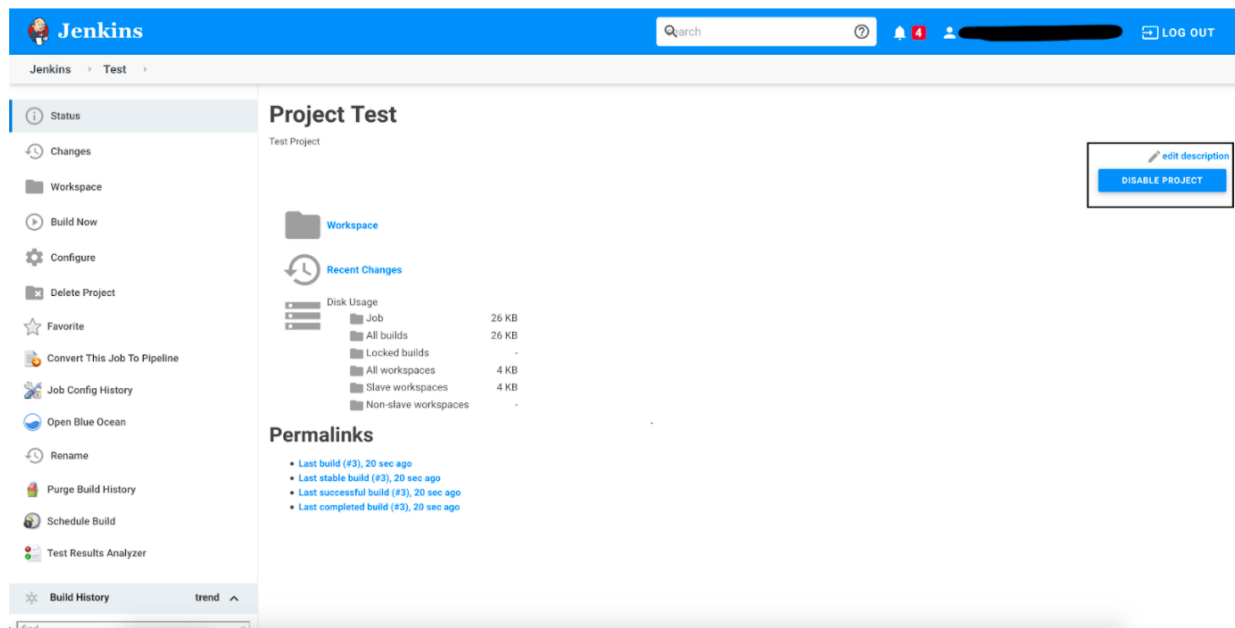 Jenkins
Search
4
LOG OUT
Jenkins Test
Status
Changes
Workspace
Build Now
Configure
Delete Project
Favorite
Convert This Job To Pipeline
Job Config History
Open Blue Ocean
Rename
Purge Build History
Schedule Build
Test Results Analyzer
Build History trend
find
Project Test
Test Project
edit description
DISABLE PROJECT
Workspace
Recent Changes
Disk Usage
Job 26 KB
All builds 26 KB
Locked builds -
All workspaces 4 KB
Slave workspaces 4 KB
Non-slave workspaces -
Permalinks
Last build (#3), 20 sec ago
Last stable build (#3), 20 sec ago
Last successful build (#3), 20 sec ago
Last completed build (#3), 20 sec ago